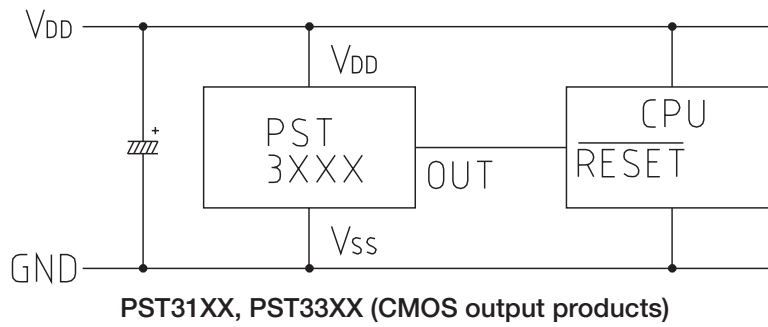 VDD
VDD
+
PST
3XXX
OUT
CPU
RESET
VSS
GND
PST31XX, PST33XX (CMOS output products)